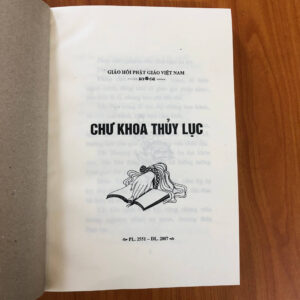 GIÁO HỘI PHẬT GIÁO VIỆT NAM
CHƯ KHOA THỦY LỤC
PL. 2551 - DL. 2007